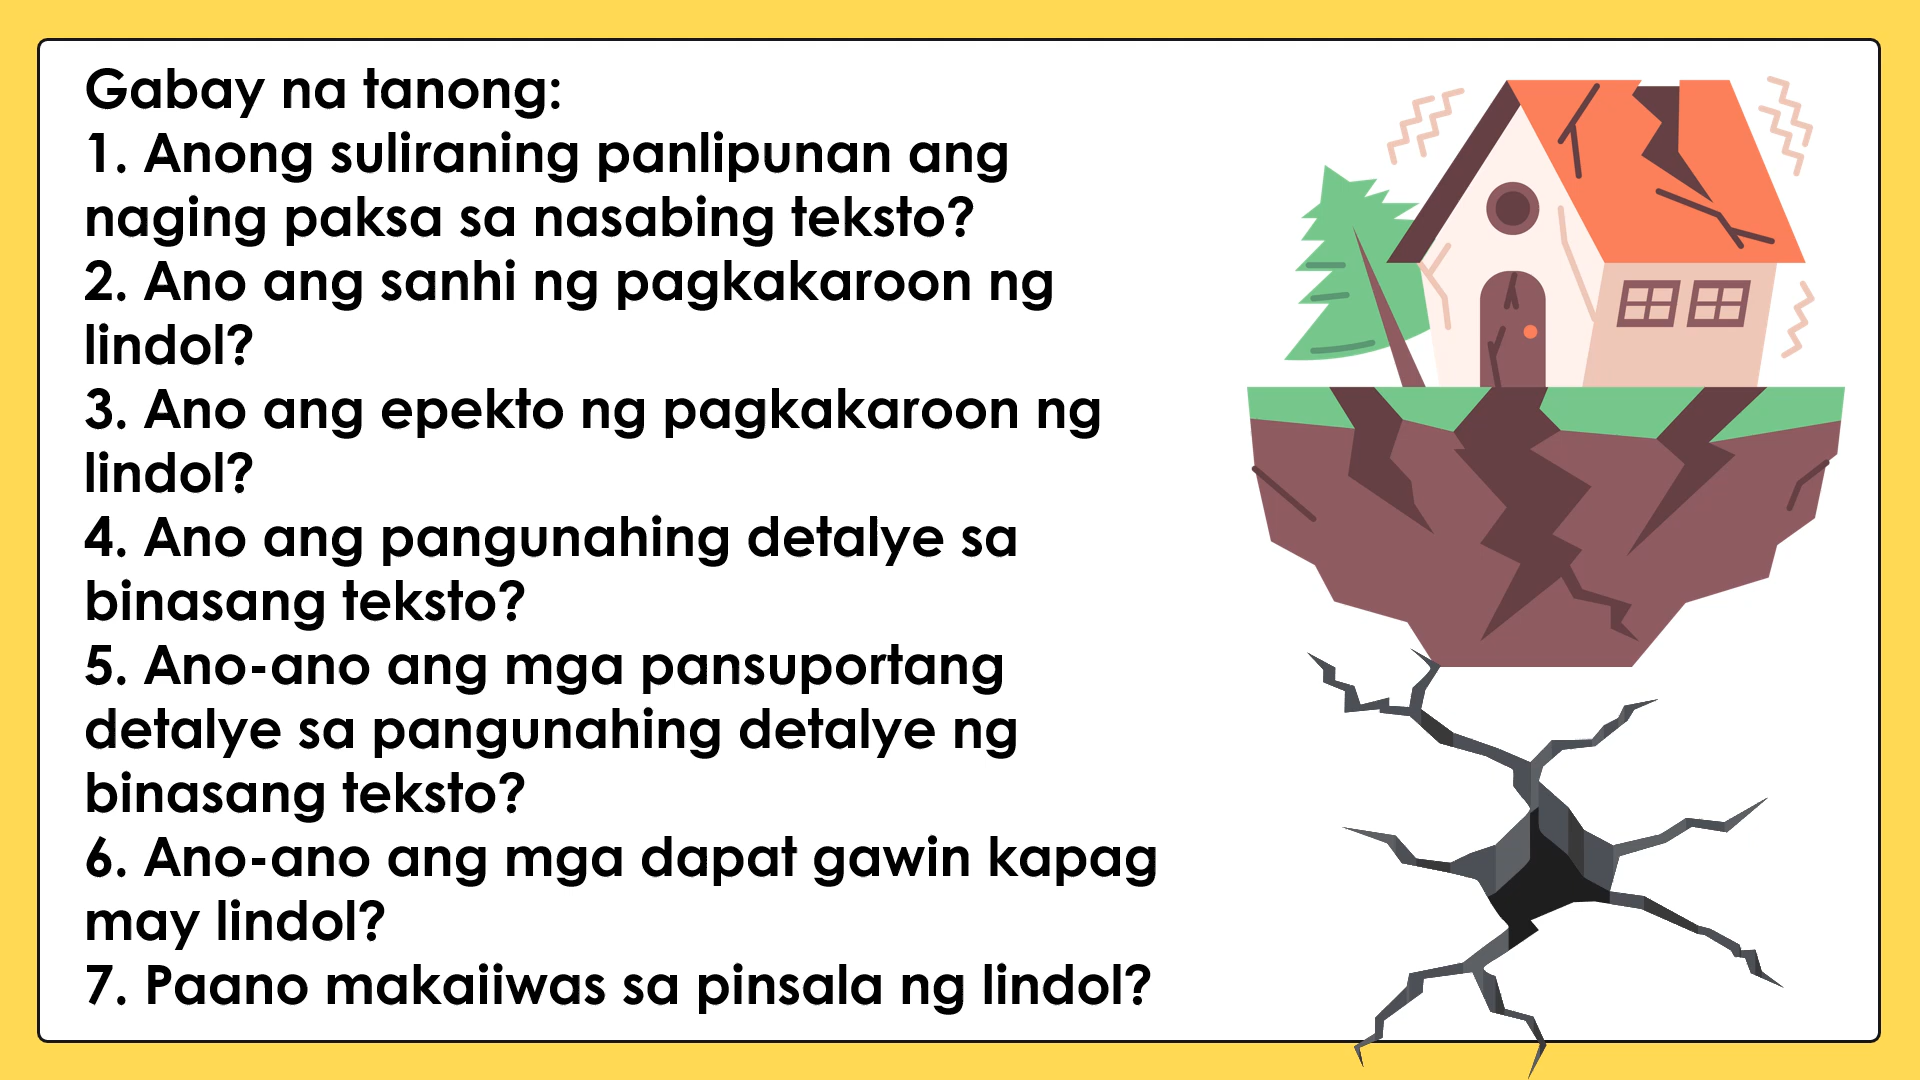 Gabay na tanong:
1. Anong suliraning panlipunan ang
naging paksa sa nasabing teksto?
2. Ano ang sanhi ng pagkakaroon ng
lindol?
3. Ano ang epekto ng pagkakaroon ng
lindol?
4. Ano ang pangunahing detalye sa
binasang teksto?
5. Ano-ano ang mga pansuportang
detalye sa pangunahing detalye ng
binasang teksto?
6. Ano-ano ang mga dapat gawin kapag
may lindol?
7. Paano makaiiwas sa pinsala ng lindol?